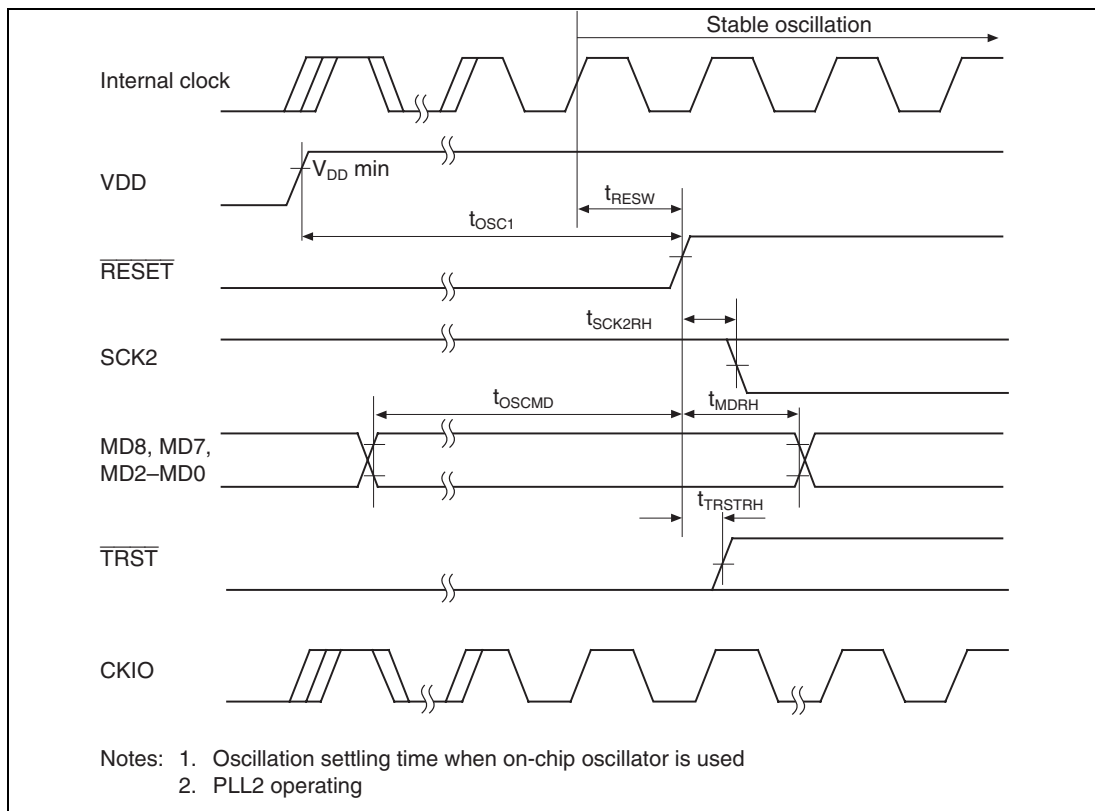 Stable oscillation
Internal clock
VDD
VDD min
tRESW
tOSC1
RESET
tSCK2RH
SCK2
tOSCMD
tMDRH
MD8, MD7,
MD2–MD0
tTRSTRH
TRST
CKIO
Notes: 1. Oscillation settling time when on-chip oscillator is used
2. PLL2 operating